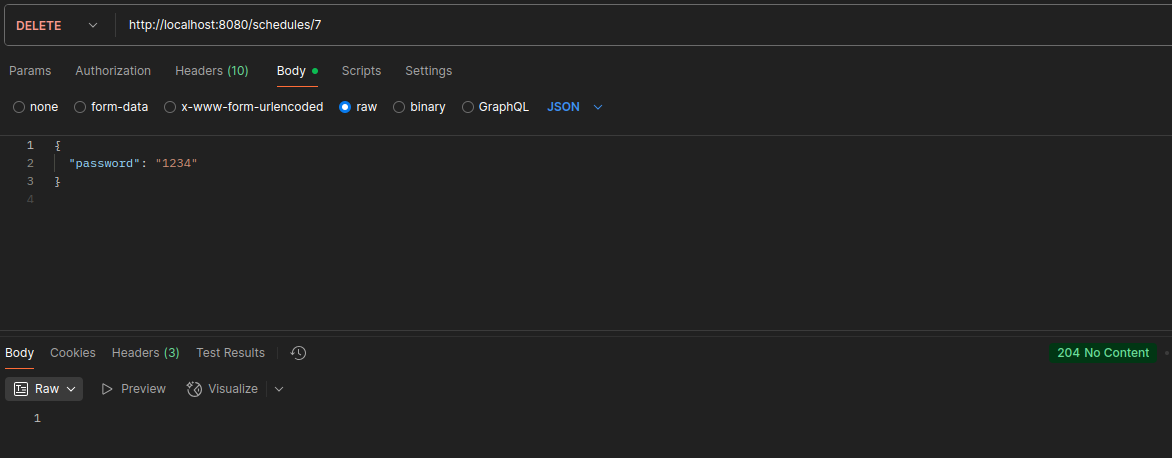 DELETE http://localhost:8080/schedules/7
Params Authorization Headers (10) Body Scripts Settings
none form-data x-www-form-urlencoded raw binary GraphQL JSON
1 {
2 "password": "1234"
3 }
4
Body Cookies Headers (3) Test Results 204 No Content
Raw Preview Visualize
1